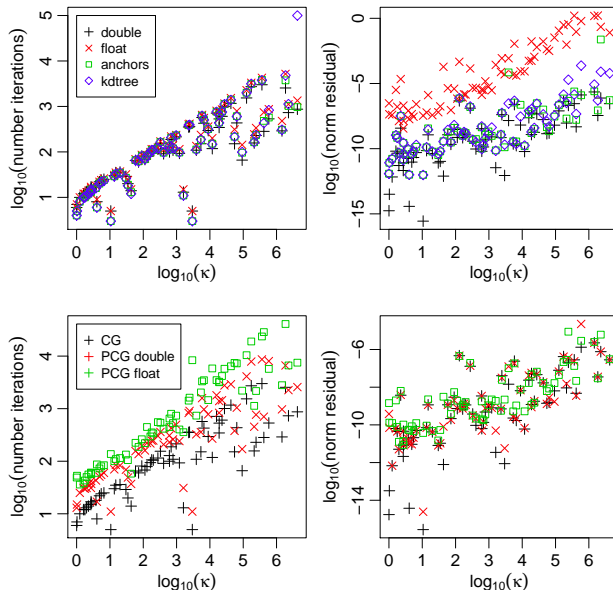 log10(number iterations)
5
4
3
2
1
0 1 2 3 4 5 6
log10(κ)
double
float
anchors
kdtree
log10(norm residual)
0
−5
−10
−15
0 1 2 3 4 5 6
log10(κ)
log10(number iterations)
4
3
2
1
0 1 2 3 4 5 6
log10(κ)
CG
PCG double
PCG float
log10(norm residual)
−6
−10
−14
0 1 2 3 4 5 6
log10(κ)